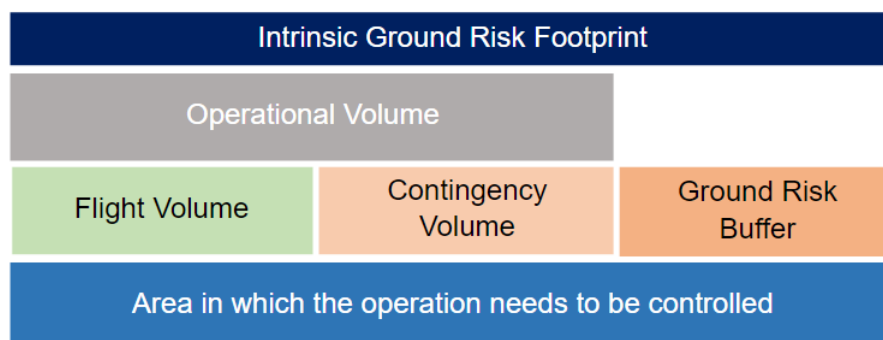 Intrinsic Ground Risk Footprint
Operational Volume
Flight Volume
Contingency
Volume
Ground Risk
Buffer
Area in which the operation needs to be controlled